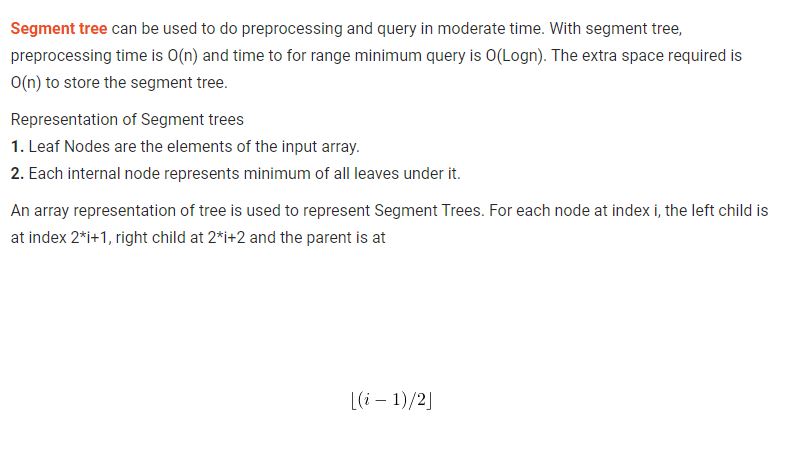 Segment tree can be used to do preprocessing and query in moderate time. With segment tree,
preprocessing time is O(n) and time to for range minimum query is O(Logn). The extra space required is
O(n) to store the segment tree.
Representation of Segment trees
1. Leaf Nodes are the elements of the input array.
2. Each internal node represents minimum of all leaves under it.
An array representation of tree is used to represent Segment Trees. For each node at index i, the left child is
at index 2*i+1, right child at 2*i+2 and the parent is at
⌊(i − 1)/2⌋